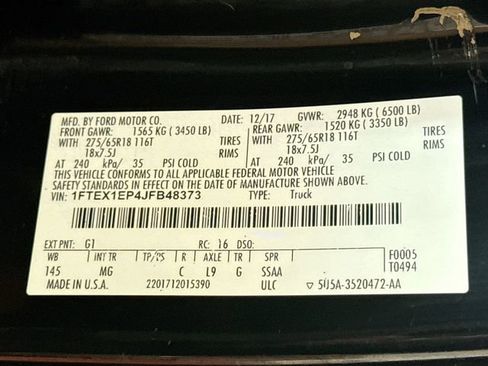 MFD. BY FORD MOTOR CO. DATE: 12/17 GVWR: 2948 KG ( 6500 LB)
FRONT GAWR: 1565 KG ( 3450 LB) REAR GAWR: 1520 KG ( 3350 LB)
WITH 275/65R18 116T TIRES WITH 275/65R18 116T TIRES
18x7.5J RIMS 18x7.5J RIMS
AT 240 kPa/ 35 PSI COLD AT 240 kPa/ 35 PSI COLD
THIS VEHICLE CONFORMS TO ALL APPLICABLE FEDERAL MOTOR VEHICLE
SAFETY STANDARDS IN EFFECT ON THE DATE OF MANUFACTURE SHOWN ABOVE.
VIN: 1FTEX1EP4JFB48373 TYPE: Truck
EXT PNT: G1 RC: 16 DSO: F0005
WB INT TR TP/PS R AXLE TR SPR T0494
145 MG C L9 G SSAA
MADE IN U.S.A. 2201712015390 ULC ▽ 5U5A-3520472-AA